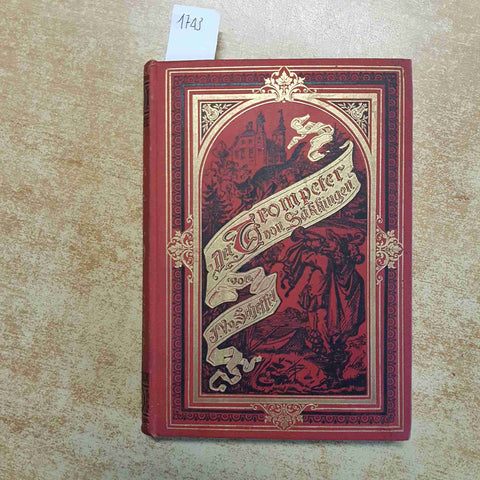 1743
Der Trompeter
von Säkkingen
von
J. V. v. Scheffel